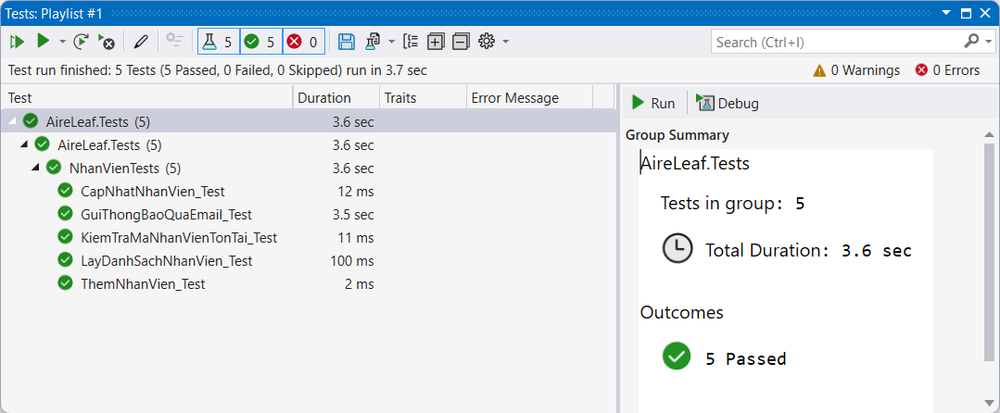 Tests: Playlist #1
5 5 0 Search (Ctrl+I)
Test run finished: 5 Tests (5 Passed, 0 Failed, 0 Skipped) run in 3.7 sec 0 Warnings 0 Errors
Test Duration Traits Error Message
AireLeaf.Tests (5) 3.6 sec
AireLeaf.Tests (5) 3.6 sec
NhanVienTests (5) 3.6 sec
CapNhatNhanVien_Test 12 ms
GuiThongBaoQuaEmail_Test 3.5 sec
KiemTraMaNhanVienTonTai_Test 11 ms
LayDanhSachNhanVien_Test 100 ms
ThemNhanVien_Test 2 ms
Run Debug
Group Summary
AireLeaf.Tests
Tests in group: 5
Total Duration: 3.6 sec
Outcomes
5 Passed